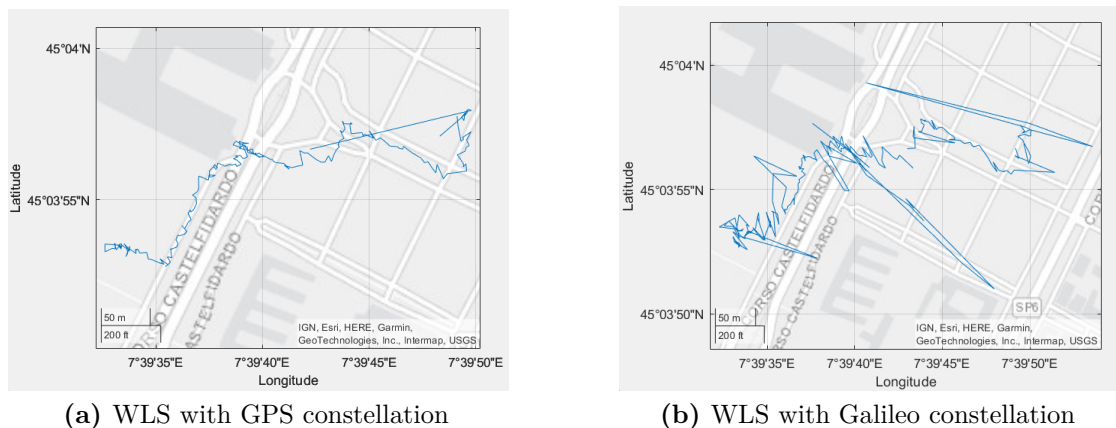 45°04'N
45°03'55"N
Latitude
CORSO CASTELFIDARDO
CASTELFIDARDO
50 m
200 ft
IGN, Esri, HERE, Garmin,
GeoTechnologies, Inc., Intermap, USGS
7°39'35"E 7°39'40"E 7°39'45"E 7°39'50"E
Longitude
(a) WLS with GPS constellation
45°04'N
45°03'55"N
45°03'50"N
Latitude
CORSO CASTELFIDARDO
CASTELFIDARDO
COR
SP6
50 m
200 ft
IGN, Esri, HERE, Garmin,
GeoTechnologies, Inc., Intermap, USGS
7°39'35"E 7°39'40"E 7°39'45"E 7°39'50"E
Longitude
(b) WLS with Galileo constellation